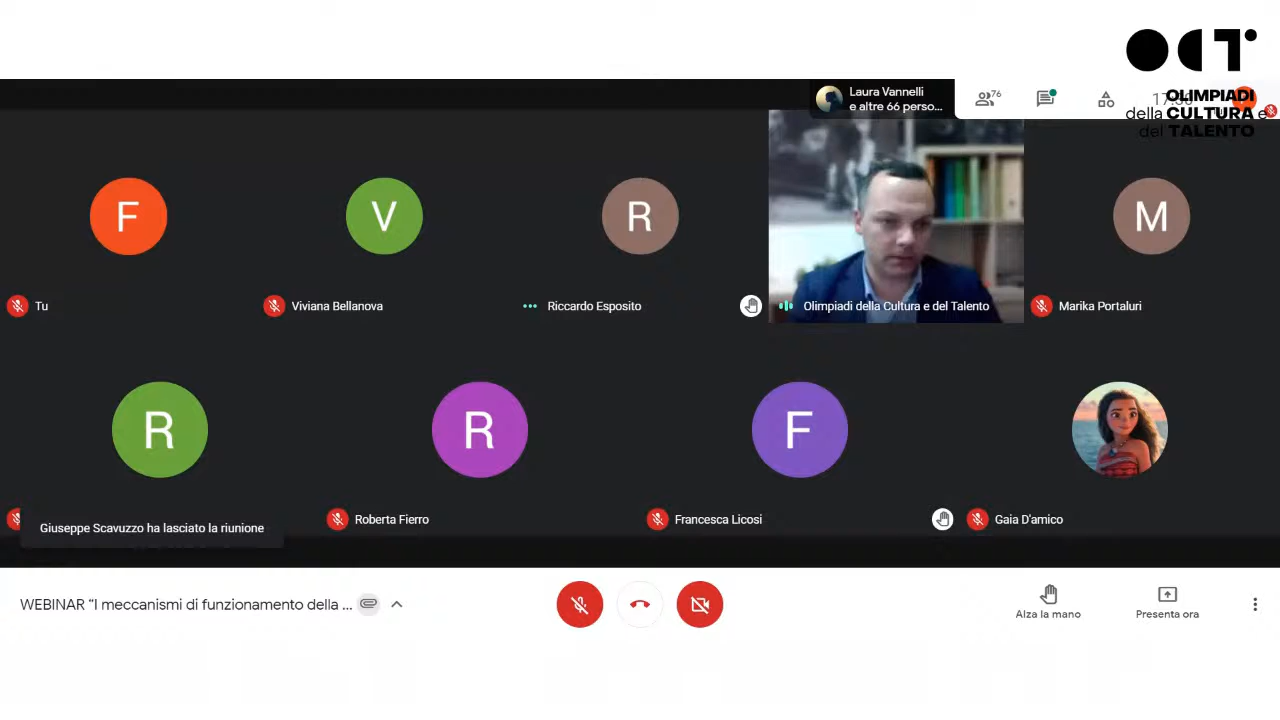 OCT
OLIMPIADI
della CULTURA e
del TALENTO
Laura Vannelli
e altre 66 perso...
76
F
Tu
V
Viviana Bellanova
R
Riccardo Esposito
Olimpiadi della Cultura e del Talento
M
Marika Portaluri
R
Giuseppe Scavuzzo ha lasciato la riunione
R
Roberta Fierro
F
Francesca Licosi
Gaia D'amico
WEBINAR “I meccanismi di funzionamento della ...
Alza la mano
Presenta ora